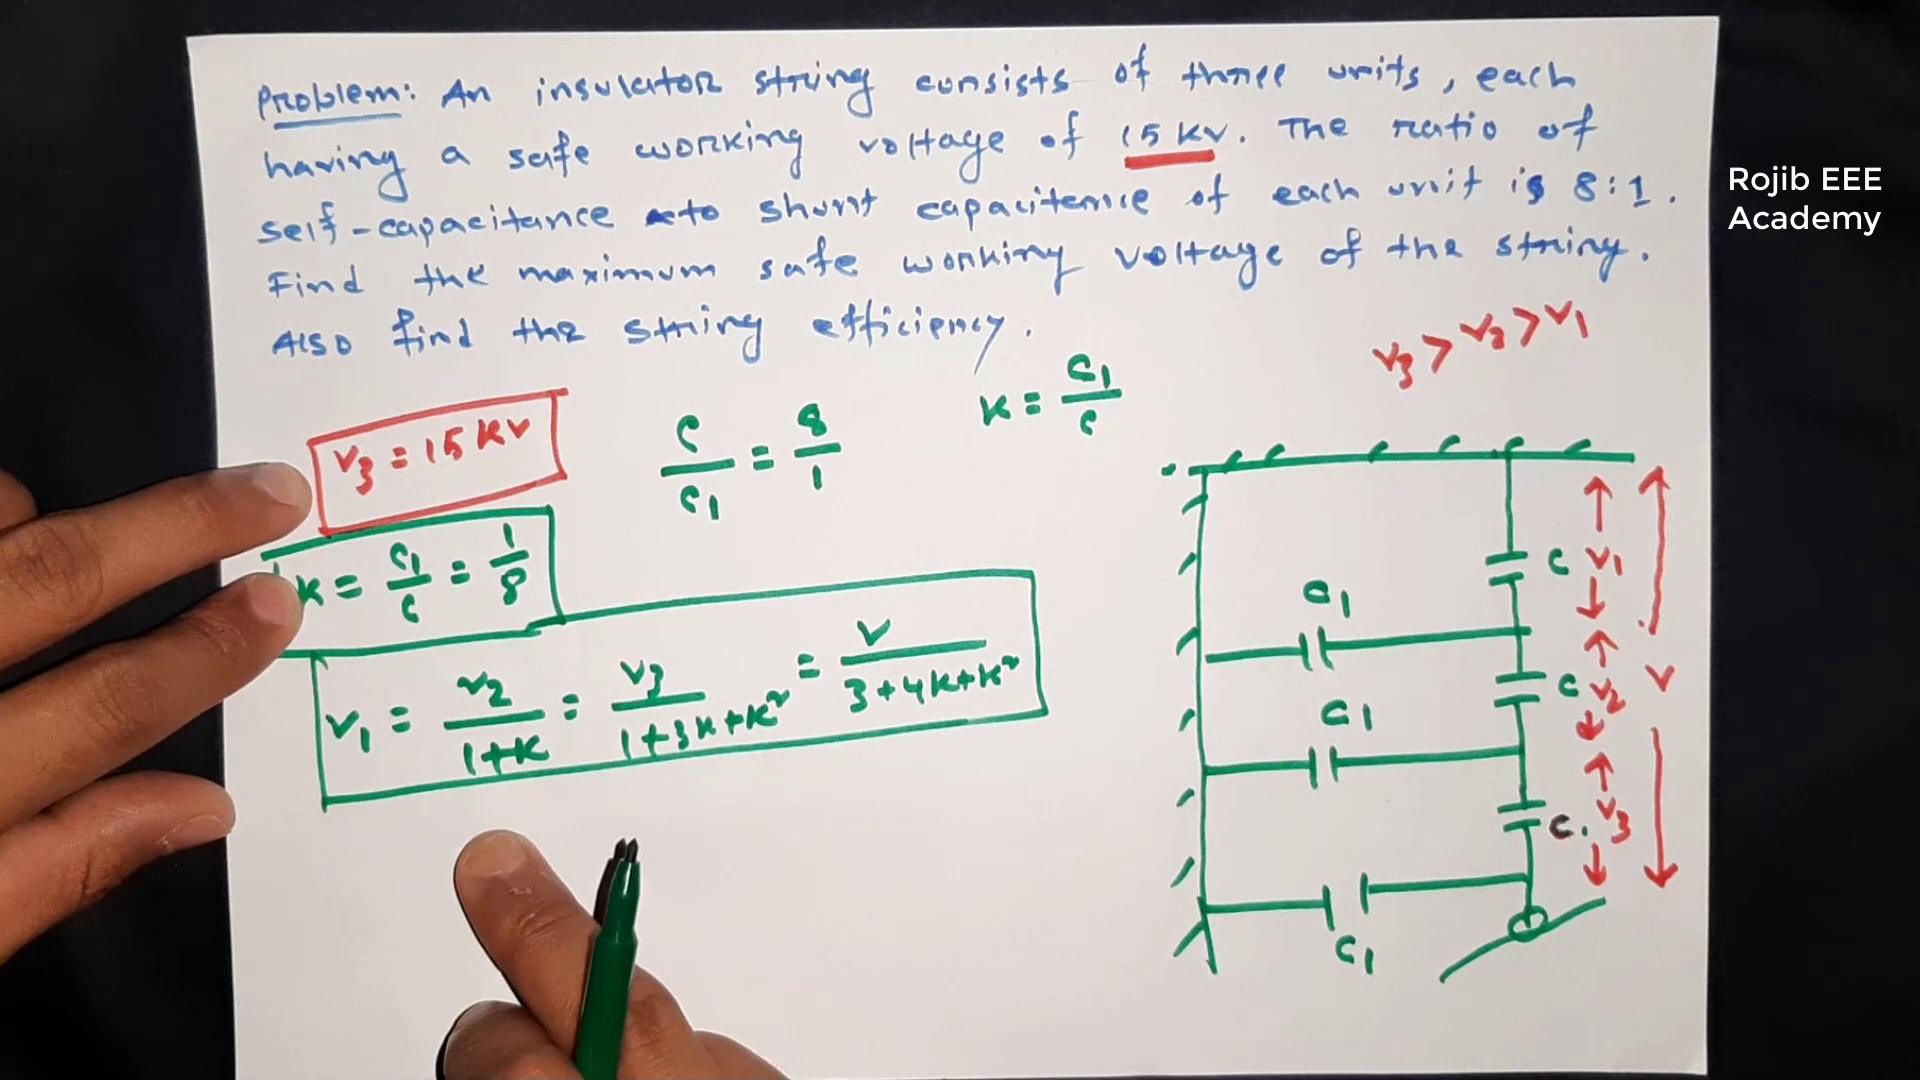 Problem: An insulator string consists of three units, each
having a safe working voltage of 15 kV. The ratio of
self-capacitance to shunt capacitance of each unit is 8:1.
Find the maximum safe working voltage of the string.
Also find the string efficiency.
Rojib EEE
Academy
V3 > V2 > V1
V3 = 15 kV
C/C1 = 8/1
K = C1/C
K = C1/C = 1/8
V1 = V2/(1+K) = V3/(1+3K+K²) = V/(3+4K+K²)
C V1
C1
C V2 V
C1
C. V3
C1